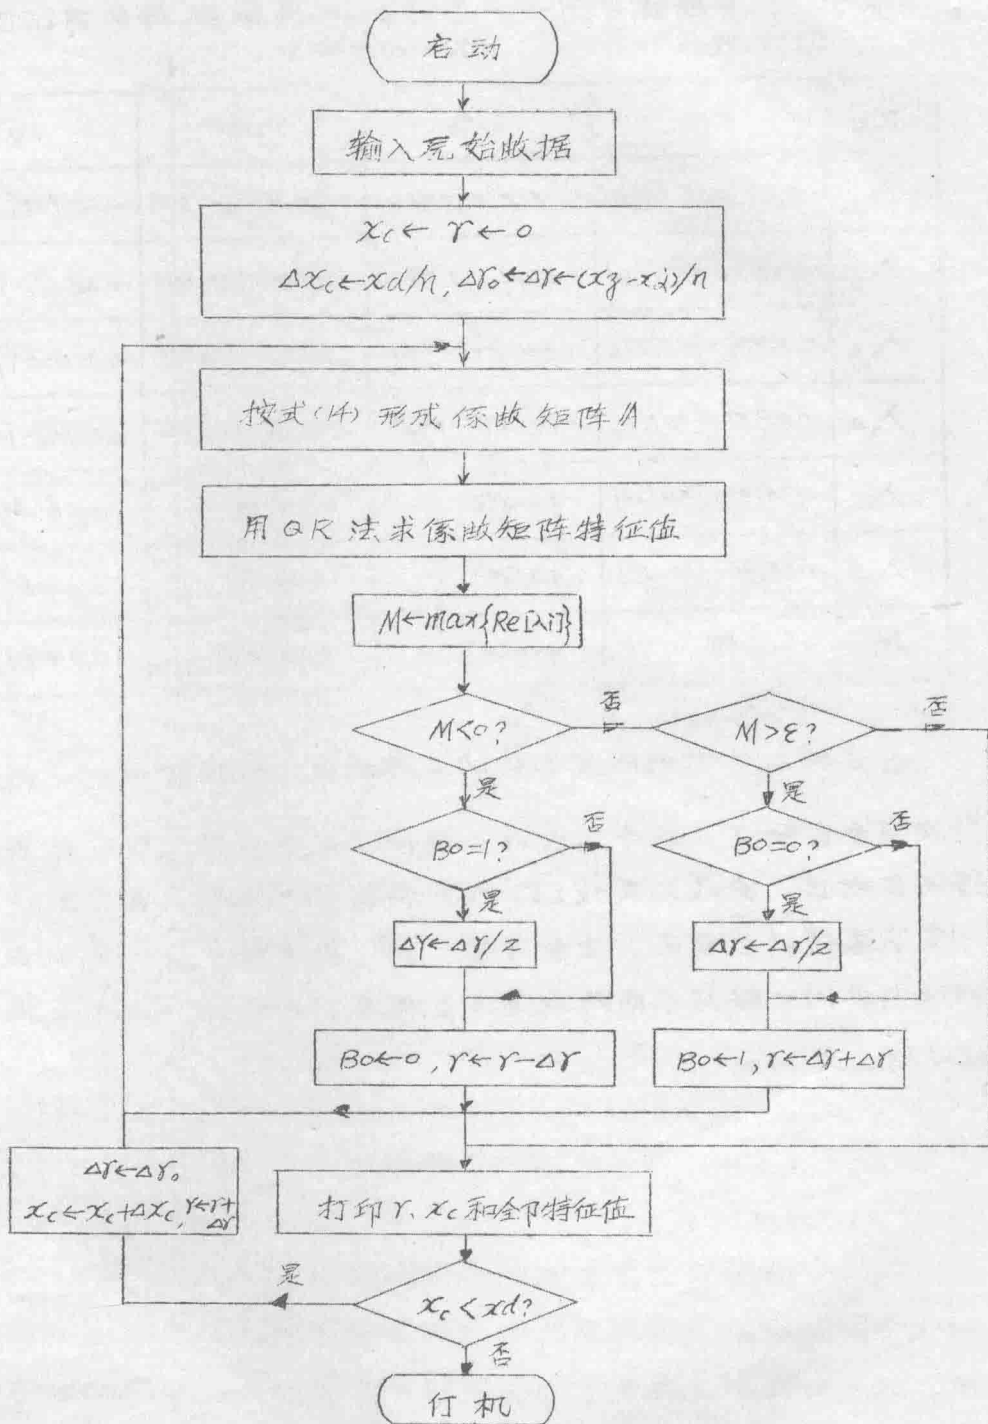 启动
输入原始数据
x_c ← γ ← 0
Δx_c←xd/n, Δγ₀←Δγ←(xq-xd)/n
按式(14) 形成係数矩阵A
用QR法求係数矩阵特征值
M←max{Re[λi]}
M<0?
否
M>ε?
否
是
是
B0=1?
否
B0=0?
否
是
是
Δγ←Δγ/2
Δγ←Δγ/2
B0←0, γ←γ-Δγ
B0←1, γ←Δγ+Δγ
Δγ←Δγ₀
x_c←x_c+Δx_c, γ←γ+Δγ
打印γ、x_c和全部特征值
是
x_c<xd?
否
仃机